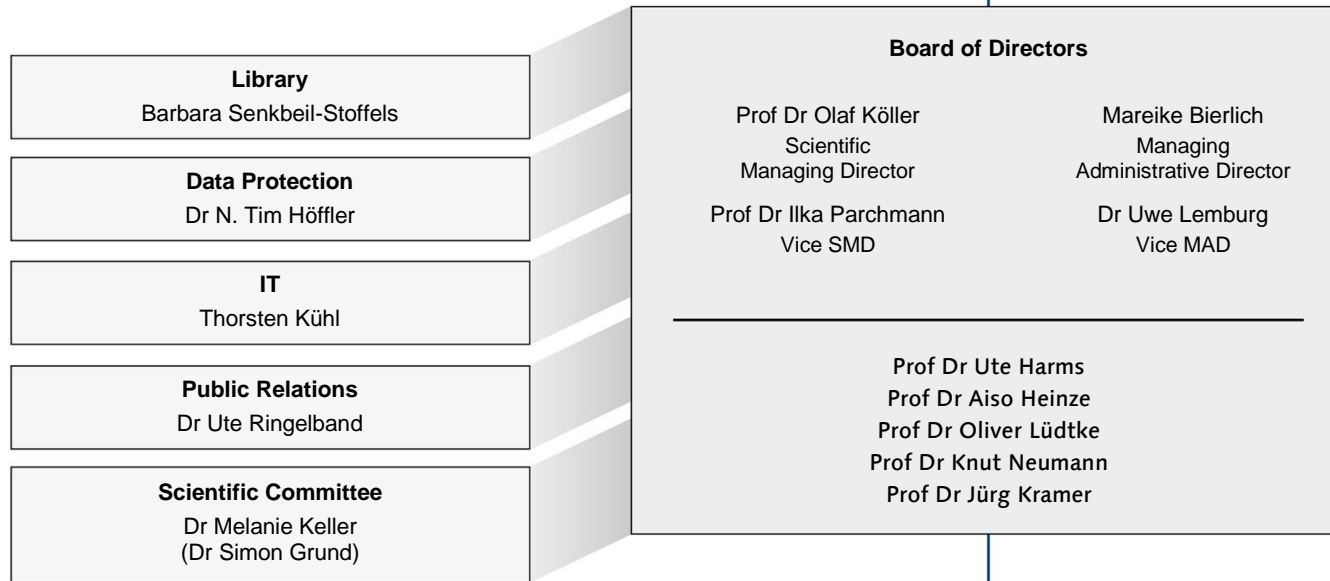 Library
Barbara Senkbeil-Stoffels
Data Protection
Dr N. Tim Höffler
IT
Thorsten Kühl
Public Relations
Dr Ute Ringelband
Scientific Committee
Dr Melanie Keller
(Dr Simon Grund)
Board of Directors
Prof Dr Olaf Köller
Scientific
Managing Director
Prof Dr Ilka Parchmann
Vice SMD
Mareike Bierlich
Managing
Administrative Director
Dr Uwe Lemburg
Vice MAD
Prof Dr Ute Harms
Prof Dr Aiso Heinze
Prof Dr Oliver Lüdtke
Prof Dr Knut Neumann
Prof Dr Jürg Kramer